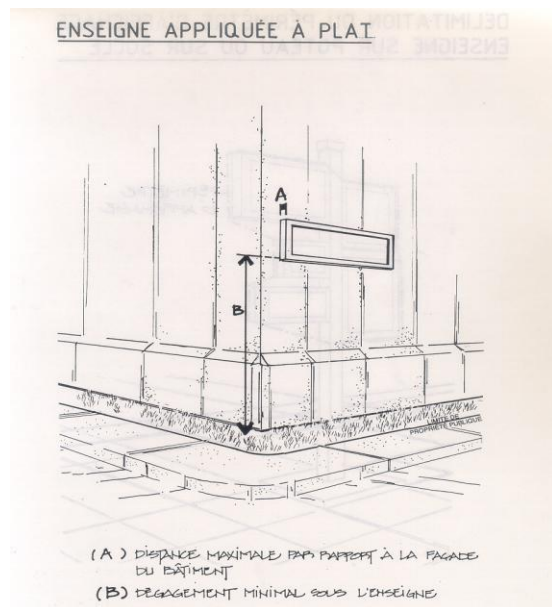 ENSEIGNE APPLIQUÉE À PLAT
A
B
LIMITE DE
PROPRIÉTÉ PUBLIQUE
(A) DISTANCE MAXIMALE PAR RAPPORT À LA FAÇADE
DU BÂTIMENT
(B) DÉGAGEMENT MINIMAL SOUS L'ENSEIGNE